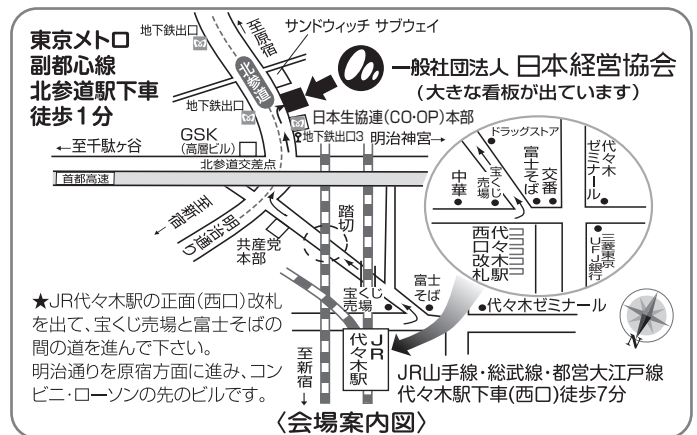 東京メトロ
副都心線
北参道駅下車
徒歩1分
地下鉄出口
至原宿
サンドウィッチ サブウェイ
北参道
一般社団法人 日本経営協会
(大きな看板が出ています)
地下鉄出口
日本生協連(CO・OP)本部
地下鉄出口3
明治神宮→
←至千駄ヶ谷
GSK
(高層ビル)
北参道交差点
首都高速
←至新宿
明治通り
共産党
本部
踏切
宝くじ
売場
富士
そば
代々木ゼミナール
ドラッグストア
中華
宝くじ
売場
富士そば
交番
代々木
ゼミナール
代々木駅
西口改札
三菱東京
UFJ銀行
★JR代々木駅の正面(西口)改札
を出て、宝くじ売場と富士そばの
間の道を進んで下さい。
明治通りを原宿方面に進み、コン
ビニ・ローソンの先のビルです。
至新宿→
JR
代々木駅
N
JR山手線・総武線・都営大江戸線
代々木駅下車(西口)徒歩7分
〈会場案内図〉